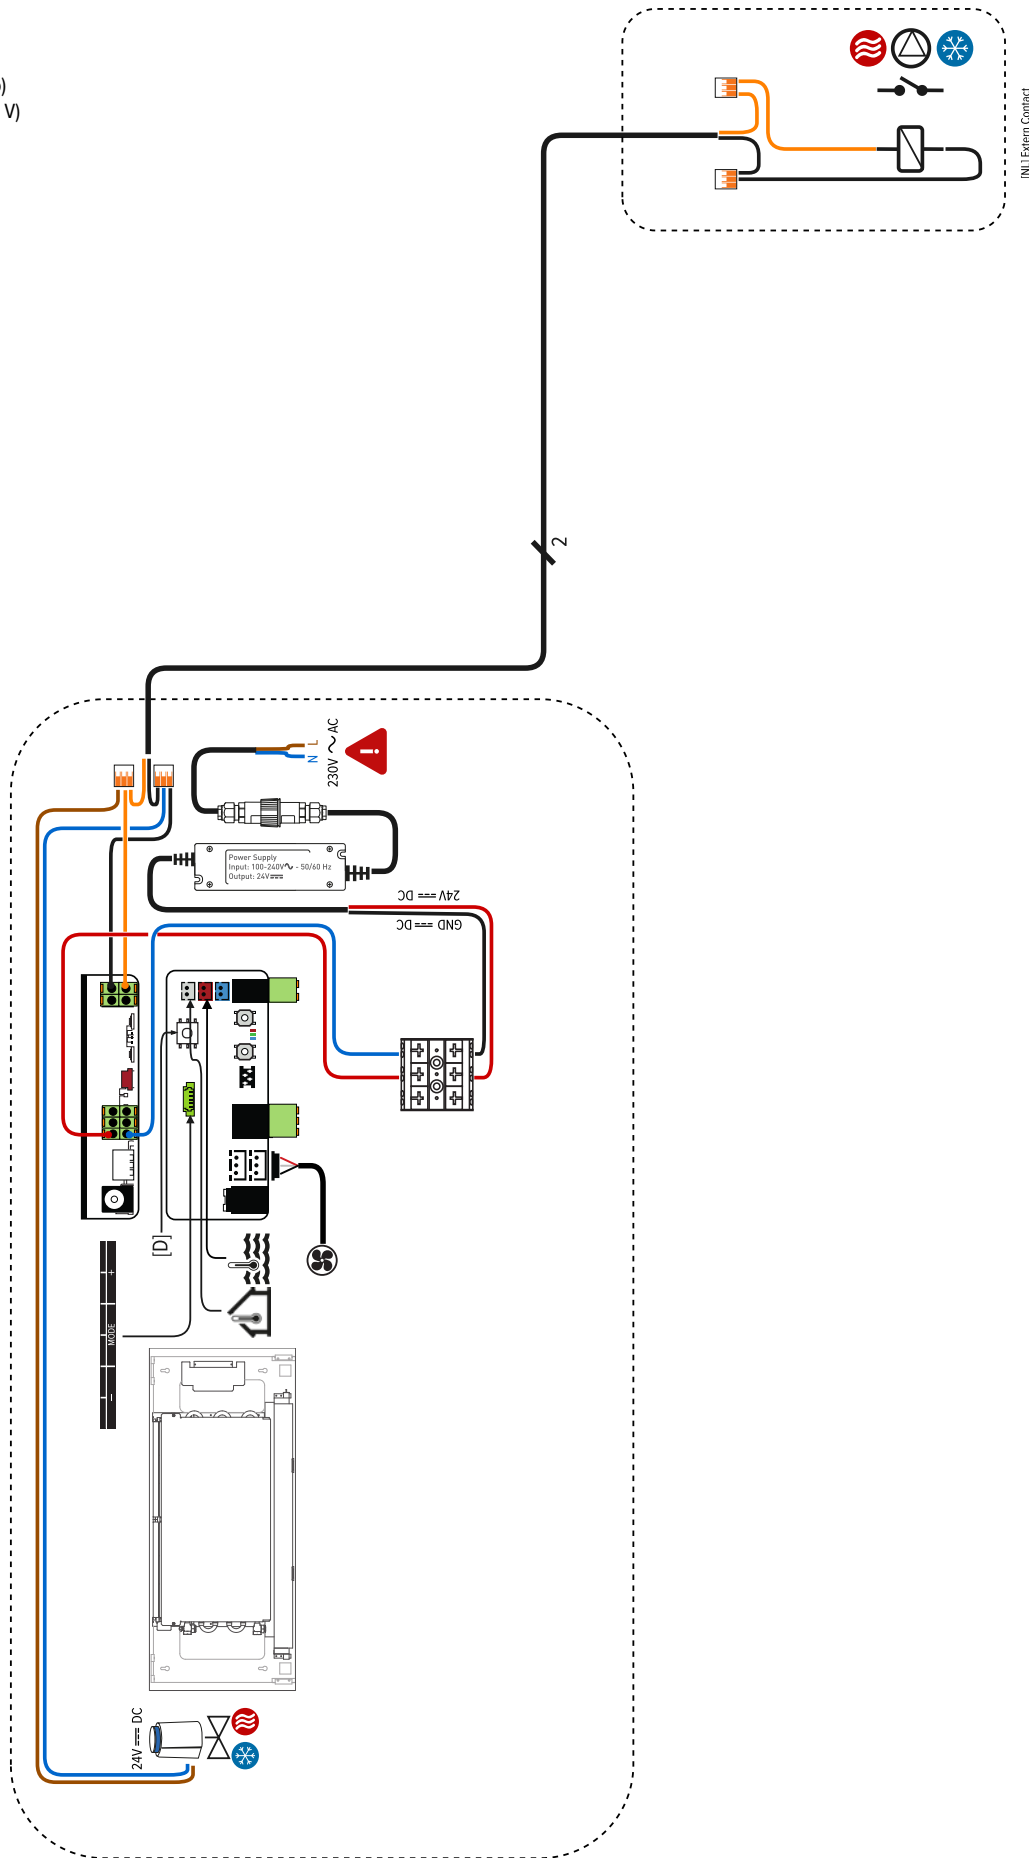 )
V)
[NL] Extern Contact
2
230V ~ AC
L
N
Power Supply
Input: 100-240V~ - 50/60 Hz
Output: 24V⎓
24V ⎓ DC
GND ⎓ DC
[D]
+
MODE
-
24V ⎓ DC